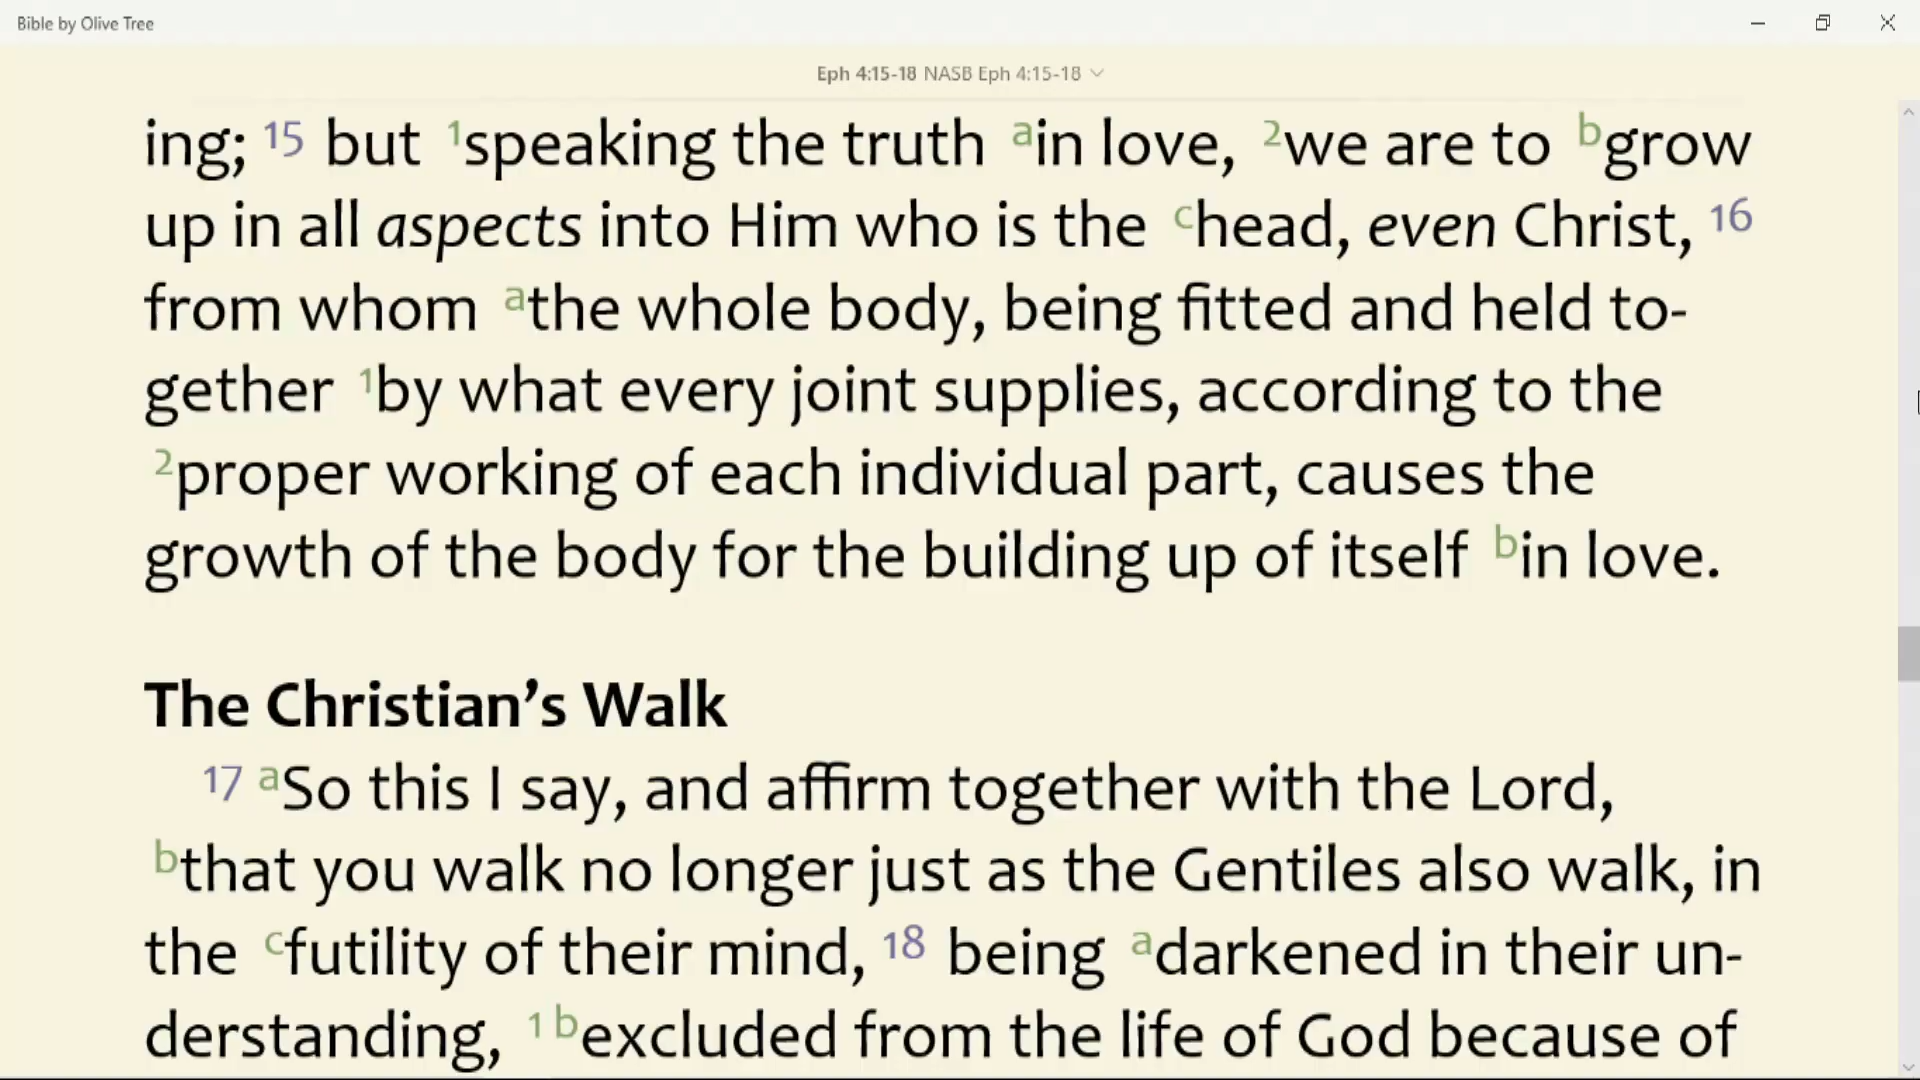 Bible by Olive Tree
Eph 4:15-18 NASB Eph 4:15-18
ing; 15 but 1speaking the truth ain love, 2we are to bgrow
up in all aspects into Him who is the chead, even Christ, 16
from whom athe whole body, being fitted and held to-
gether 1by what every joint supplies, according to the
2proper working of each individual part, causes the
growth of the body for the building up of itself bin love.
The Christian’s Walk
17 aSo this I say, and affirm together with the Lord,
bthat you walk no longer just as the Gentiles also walk, in
the cfutility of their mind, 18 being adarkened in their un-
derstanding, 1 bexcluded from the life of God because of